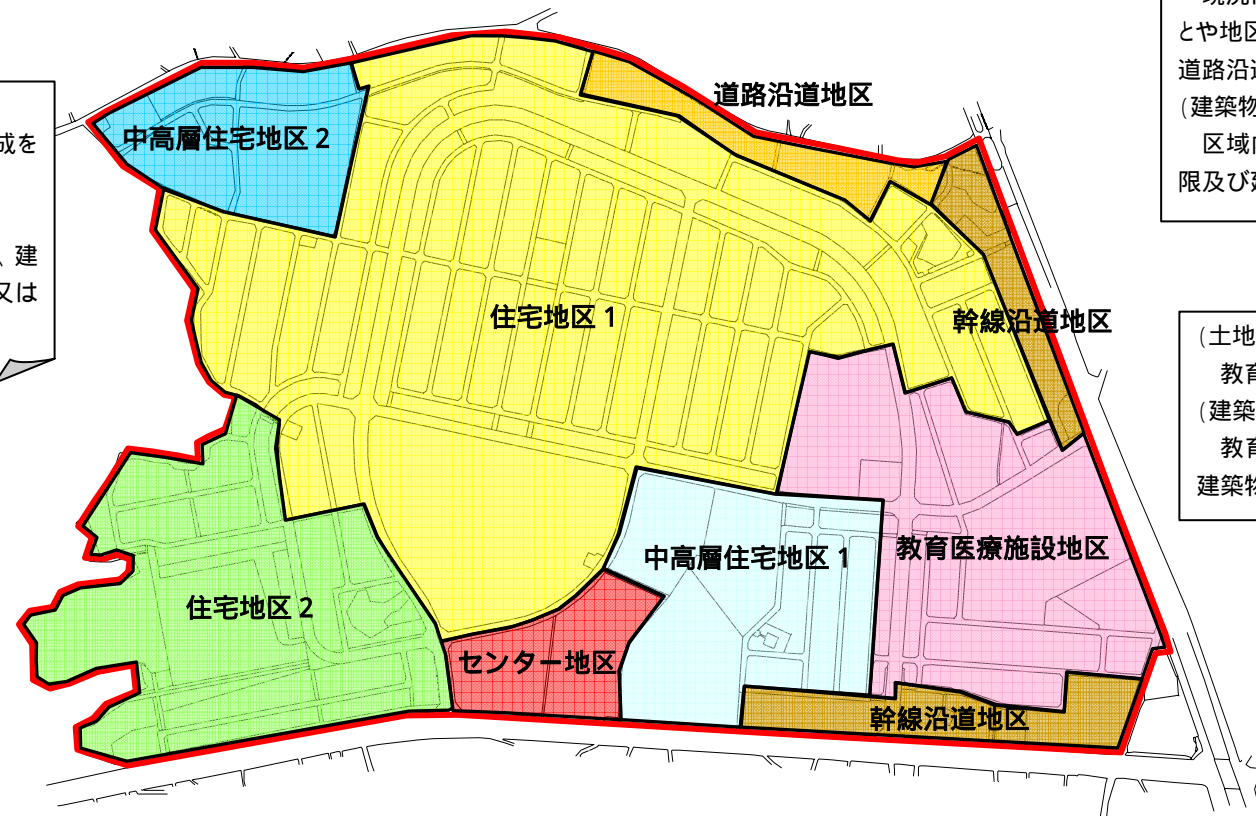 成を
、建
又は
とや地区
道路沿道
(建築物
区域内
限及び建
(土地
教育
(建築
教育
建築物
道路沿道地区
中高層住宅地区2
住宅地区1
幹線沿道地区
中高層住宅地区1
教育医療施設地区
住宅地区2
センター地区
幹線沿道地区